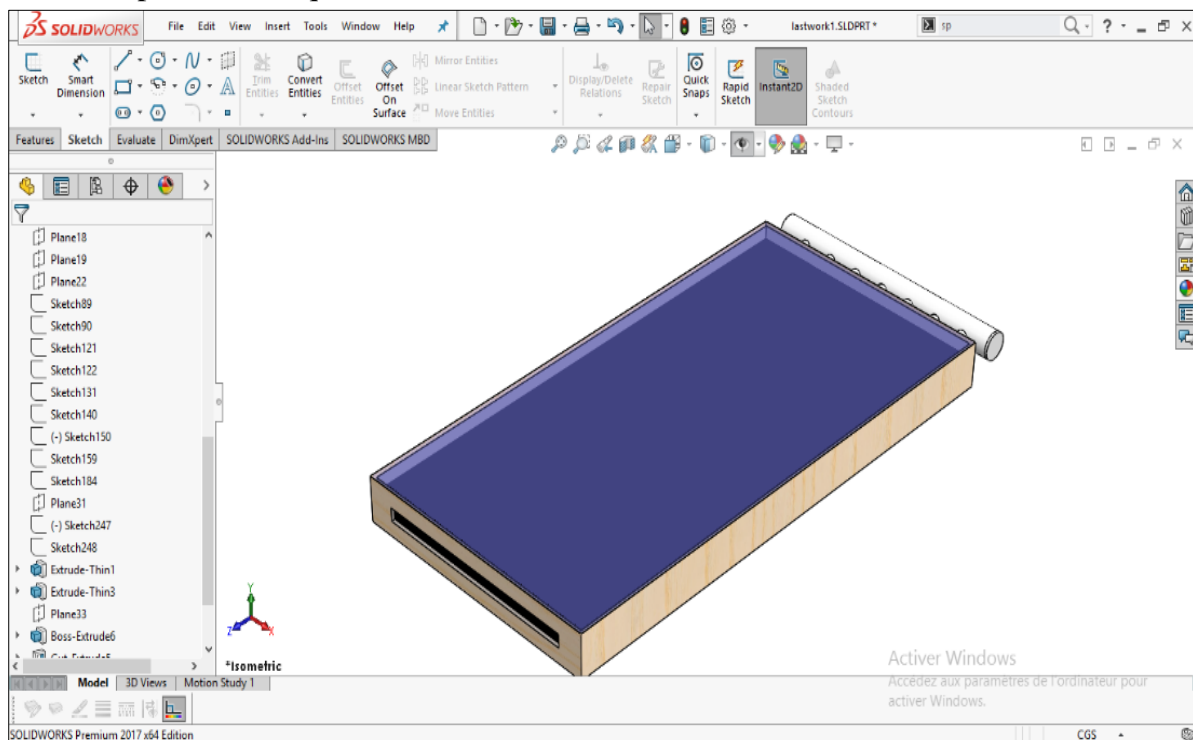 SOLIDWORKS File Edit View Insert Tools Window Help lastwork1.SLDPRT * sp
Sketch Smart Dimension Trim Entities Convert Entities Offset Entities Offset On Surface Mirror Entities Linear Sketch Pattern Move Entities Display/Delete Relations Repair Sketch Quick Snaps Rapid Sketch Instant2D Shaded Sketch Contours
Features Sketch Evaluate DimXpert SOLIDWORKS Add-Ins SOLIDWORKS MBD
Plane18
Plane19
Plane22
Sketch89
Sketch90
Sketch121
Sketch122
Sketch131
Sketch140
(-) Sketch150
Sketch159
Sketch184
Plane31
(-) Sketch247
Sketch248
Extrude-Thin1
Extrude-Thin3
Plane33
Boss-Extrude6
Y
Z X
*Isometric
Activer Windows
Accédez aux paramètres de l'ordinateur pour
activer Windows.
Model 3D Views Motion Study 1
SOLIDWORKS Premium 2017 x64 Edition CGS